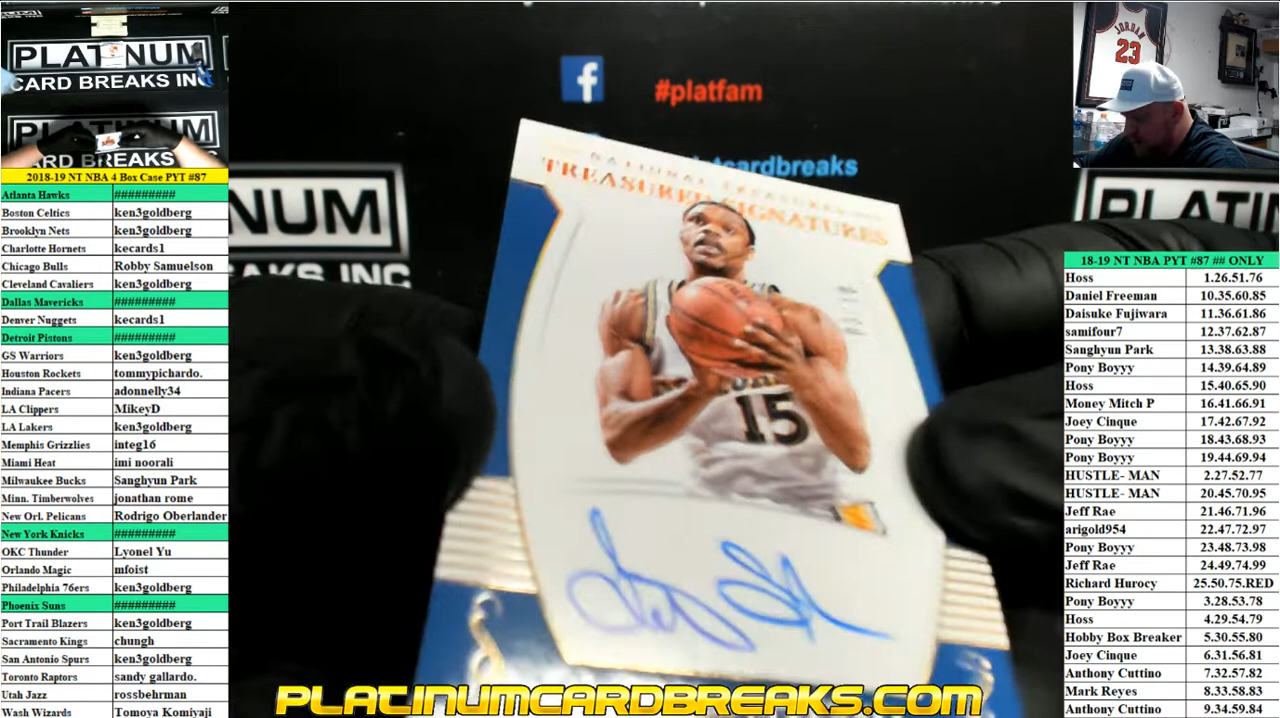 PLATINUM
CARD BREAKS INC
PLATINUM
CARD BREAKS
2018-19 NT NBA 4 Box Case PYT #87
Atlanta Hawks #########
Boston Celtics ken3goldberg
Brooklyn Nets ken3goldberg
Charlotte Hornets kecards1
Chicago Bulls Robby Samuelson
Cleveland Cavaliers ken3goldberg
Dallas Mavericks #########
Denver Nuggets kecards1
Detroit Pistons #########
GS Warriors ken3goldberg
Houston Rockets tommypichardo.
Indiana Pacers adonnelly34
LA Clippers MikeyD
LA Lakers ken3goldberg
Memphis Grizzlies integ16
Miami Heat imi noorali
Milwaukee Bucks Sanghyun Park
Minn. Timberwolves jonathan rome
New Orl. Pelicans Rodrigo Oberlander
New York Knicks #########
OKC Thunder Lyonel Yu
Orlando Magic mfoist
Philadelphia 76ers ken3goldberg
Phoenix Suns #########
Port Trail Blazers ken3goldberg
Sacramento Kings chungh
San Antonio Spurs ken3goldberg
Toronto Raptors sandy gallardo.
Utah Jazz rossbehrman
Wash Wizards Tomoya Komiyaji
f
#platfam
cardbreaks
NUM
KS INC
PLATIN
NATIONAL TREASURES
TREASURED SIGNATURES
15
PLATINUMCARDBREAKS.COM
JORDAN
23
18-19 NT NBA PYT #87 ## ONLY
Hoss 1.26.51.76
Daniel Freeman 10.35.60.85
Daisuke Fujiwara 11.36.61.86
samifour7 12.37.62.87
Sanghyun Park 13.38.63.88
Pony Boyyy 14.39.64.89
Hoss 15.40.65.90
Money Mitch P 16.41.66.91
Joey Cinque 17.42.67.92
Pony Boyyy 18.43.68.93
Pony Boyyy 19.44.69.94
HUSTLE- MAN 2.27.52.77
HUSTLE- MAN 20.45.70.95
Jeff Rae 21.46.71.96
arigold954 22.47.72.97
Pony Boyyy 23.48.73.98
Jeff Rae 24.49.74.99
Richard Hurocy 25.50.75.RED
Pony Boyyy 3.28.53.78
Hoss 4.29.54.79
Hobby Box Breaker 5.30.55.80
Joey Cinque 6.31.56.81
Anthony Cuttino 7.32.57.82
Mark Reyes 8.33.58.83
Anthony Cuttino 9.34.59.84